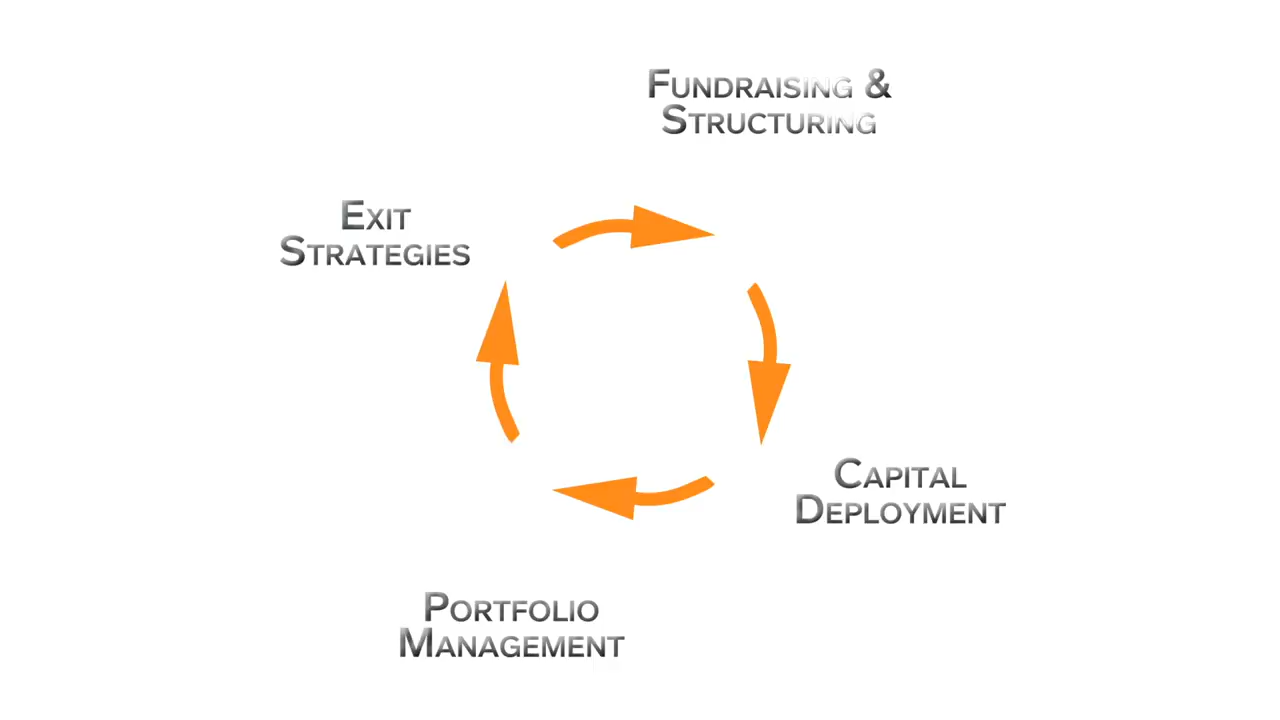 Fundraising &
Structuring
Exit
Strategies
Capital
Deployment
Portfolio
Management